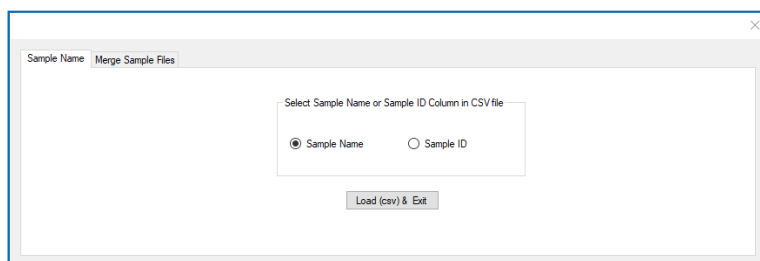 Sample Name Merge Sample Files
Select Sample Name or Sample ID Column in CSV file
Sample Name Sample ID
Load (csv) & Exit